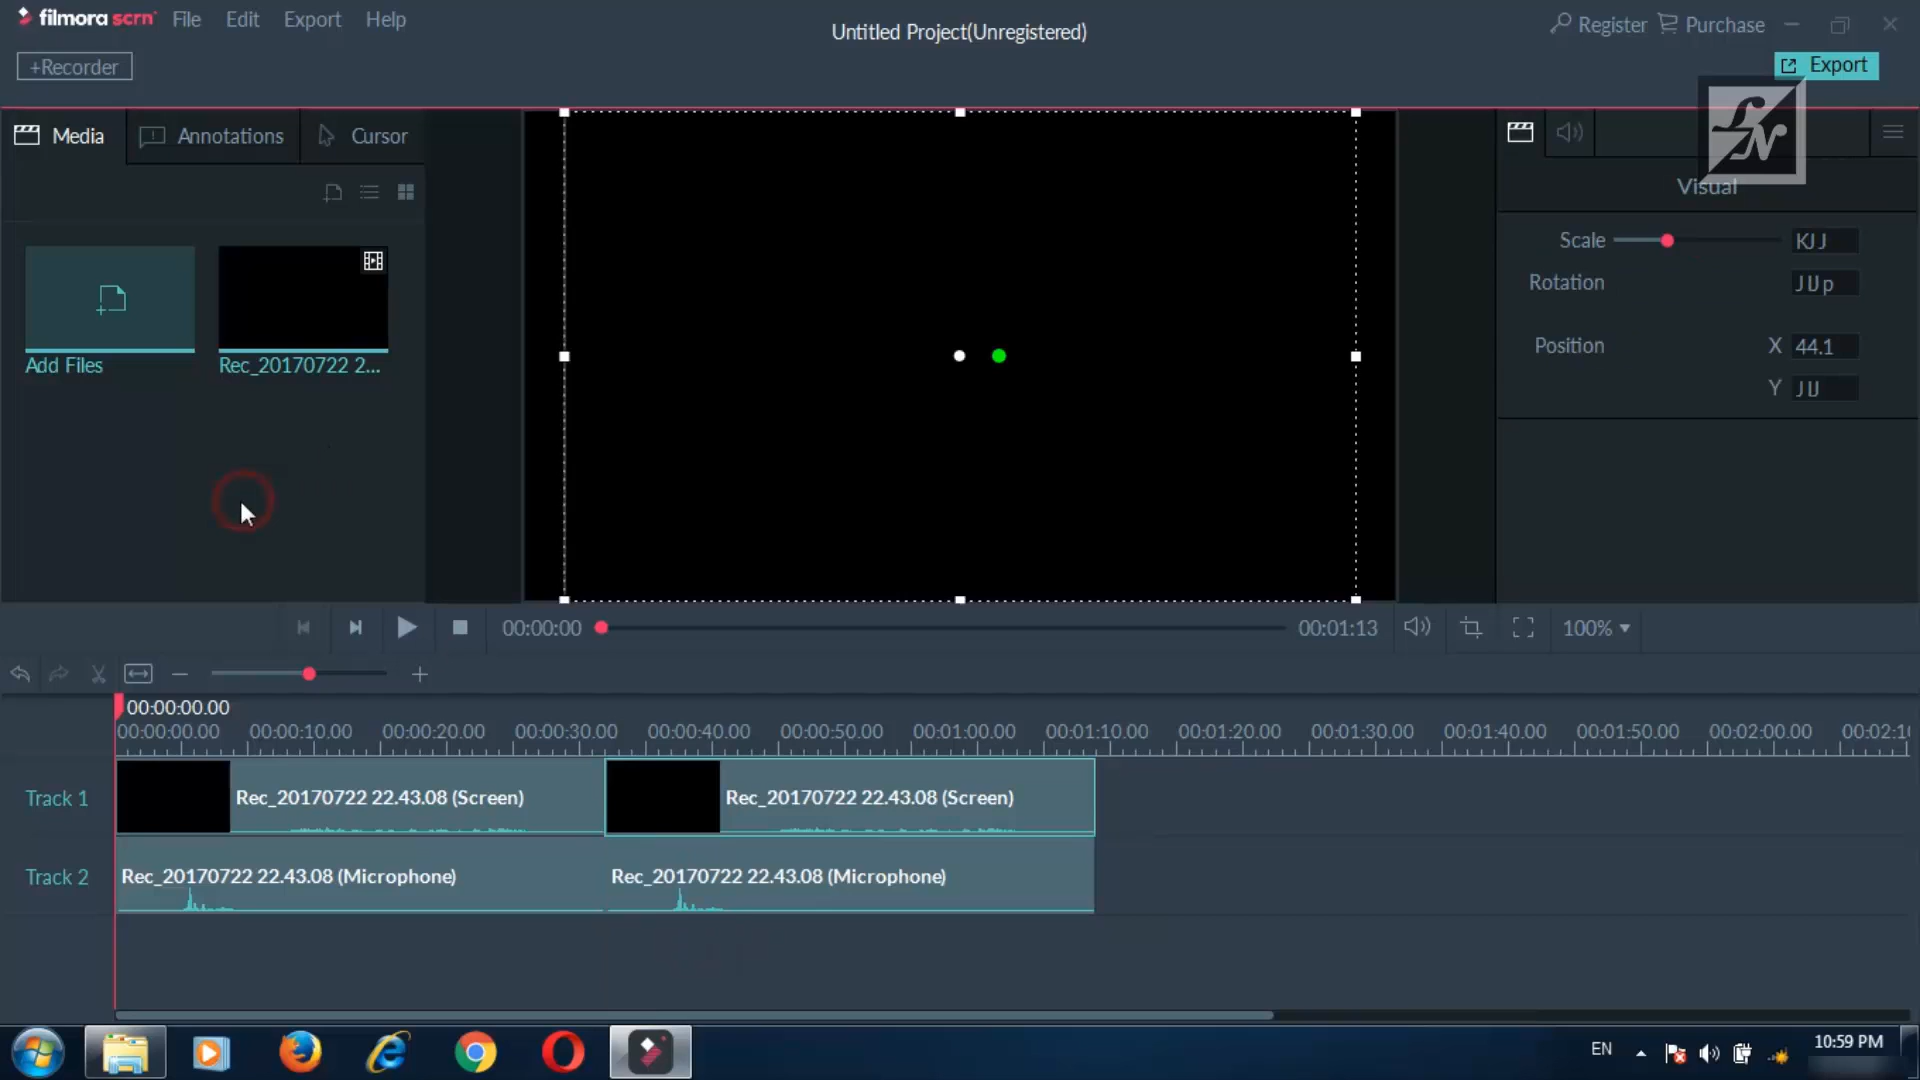 filmora scrn File Edit Export Help
Untitled Project(Unregistered)
Register Purchase
+Recorder
Export
Media Annotations Cursor
Visual
Scale KJJ
Rotation JUp
Position X 44.1
Y JU
Add Files
Rec_20170722 2...
00:00:00 00:01:13 100%
00:00:00.00
00:00:00.00 00:00:10.00 00:00:20.00 00:00:30.00 00:00:40.00 00:00:50.00 00:01:00.00 00:01:10.00 00:01:20.00 00:01:30.00 00:01:40.00 00:01:50.00 00:02:00.00 00:02:1
Track 1 Rec_20170722 22.43.08 (Screen) Rec_20170722 22.43.08 (Screen)
Track 2 Rec_20170722 22.43.08 (Microphone) Rec_20170722 22.43.08 (Microphone)
EN 10:59 PM